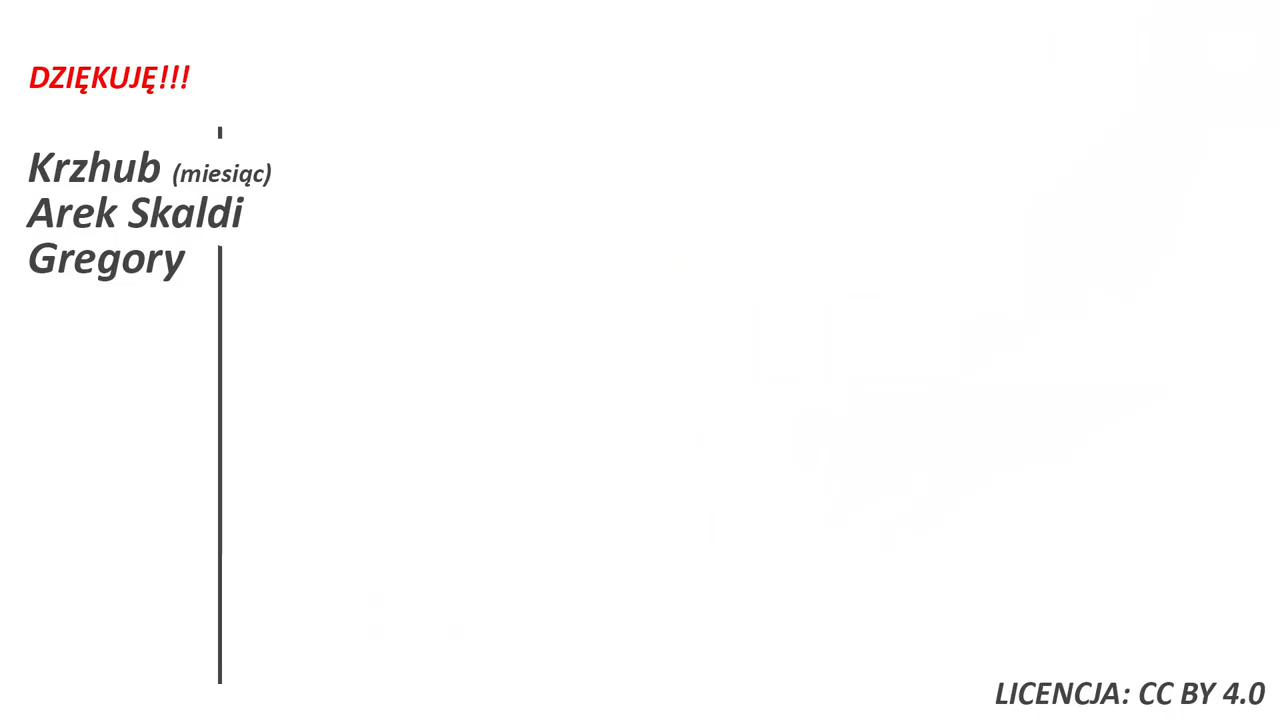 DZIĘKUJĘ!!!
Krzhub (miesiąc)
Arek Skaldi
Gregory
LICENCJA: CC BY 4.0